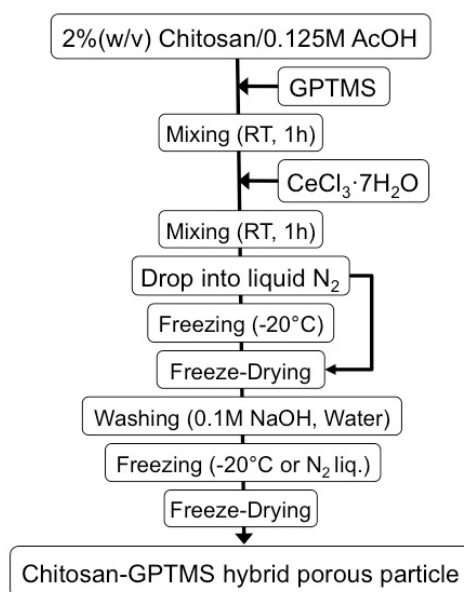 2%(w/v) Chitosan/0.125M AcOH
GPTMS
Mixing (RT, 1h)
CeCl₃·7H₂O
Mixing (RT, 1h)
Drop into liquid N₂
Freezing (-20°C)
Freeze-Drying
Washing (0.1M NaOH, Water)
Freezing (-20°C or N₂ liq.)
Freeze-Drying
Chitosan-GPTMS hybrid porous particle